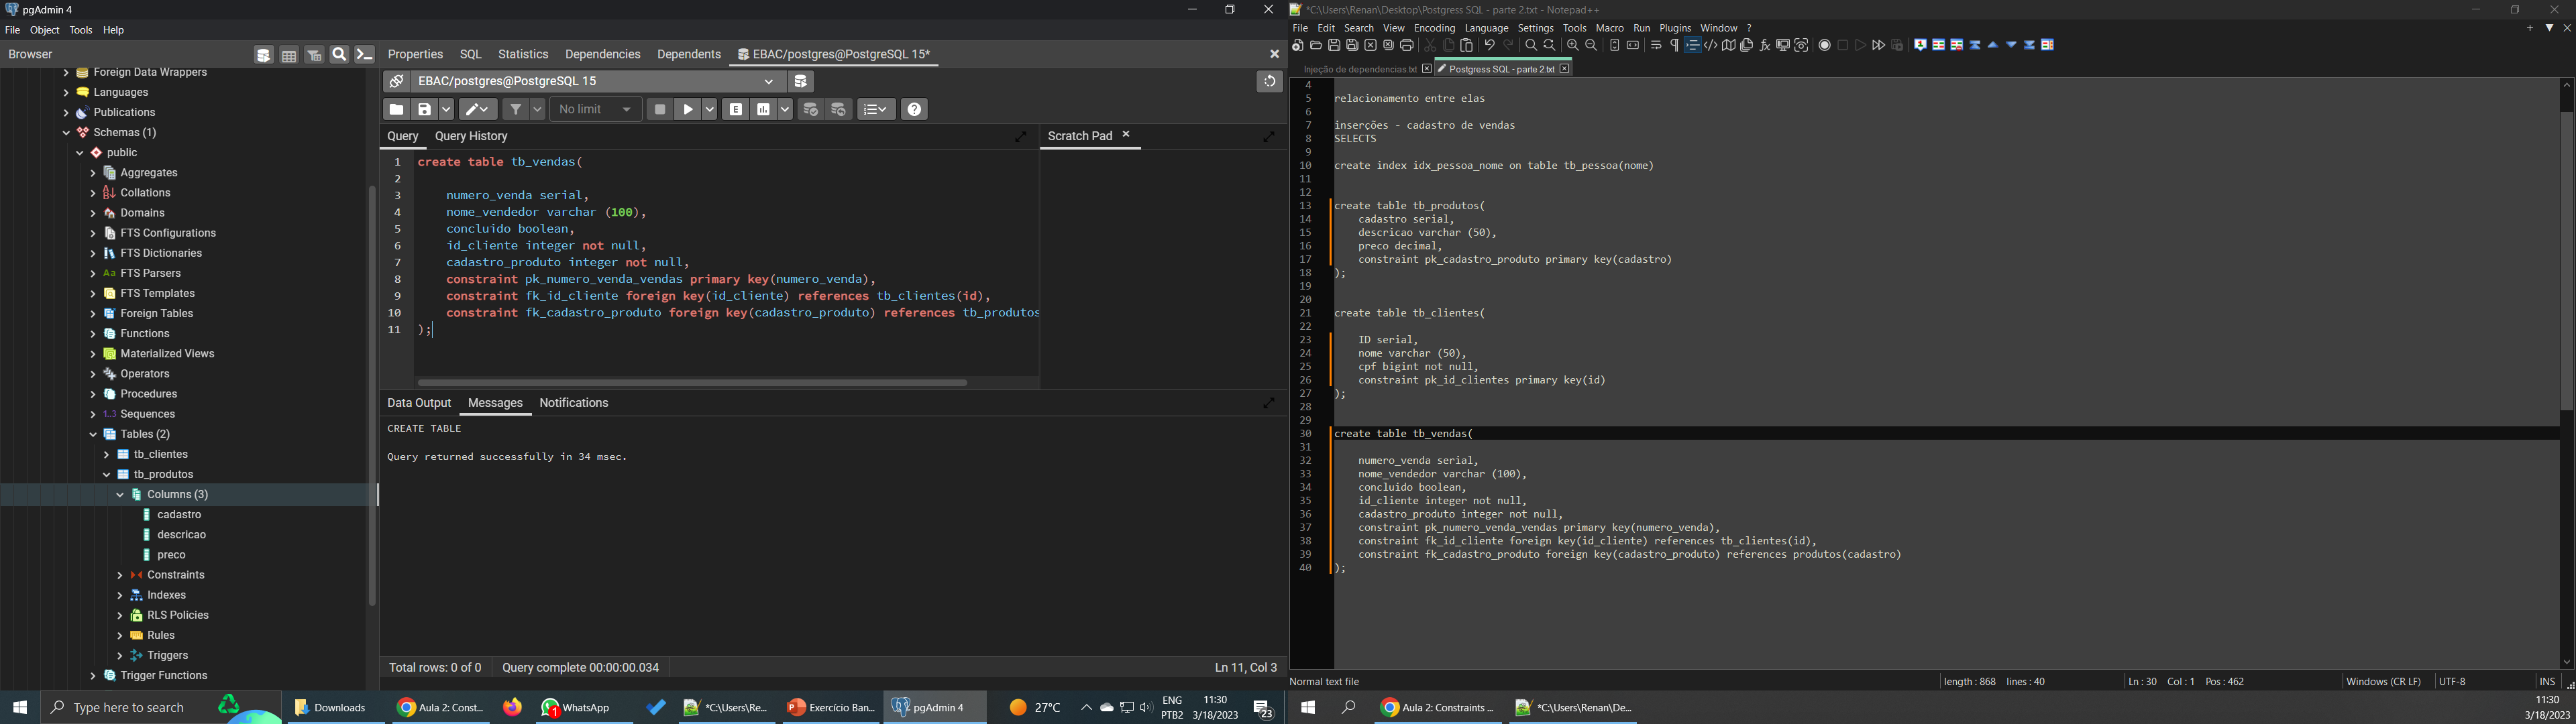 pgAdmin 4
File Object Tools Help
Browser
Foreign Data Wrappers
Languages
Publications
Schemas (1)
public
Aggregates
Collations
Domains
FTS Configurations
FTS Dictionaries
Aa FTS Parsers
FTS Templates
Foreign Tables
Functions
Materialized Views
Operators
Procedures
1..3 Sequences
Tables (2)
tb_clientes
tb_produtos
Columns (3)
cadastro
descricao
preco
Constraints
Indexes
RLS Policies
Rules
Triggers
Trigger Functions
Properties SQL Statistics Dependencies Dependents EBAC/postgres@PostgreSQL 15*
EBAC/postgres@PostgreSQL 15
No limit
E
Query Query History
Scratch Pad
1 create table tb_vendas(
2
3 numero_venda serial,
4 nome_vendedor varchar (100),
5 concluido boolean,
6 id_cliente integer not null,
7 cadastro_produto integer not null,
8 constraint pk_numero_venda_vendas primary key(numero_venda),
9 constraint fk_id_cliente foreign key(id_cliente) references tb_clientes(id),
10 constraint fk_cadastro_produto foreign key(cadastro_produto) references tb_produtos
11 );
Data Output Messages Notifications
CREATE TABLE
Query returned successfully in 34 msec.
Total rows: 0 of 0 Query complete 00:00:00.034 Ln 11, Col 3
Type here to search
Downloads
Aula 2: Const...
1 WhatsApp
*C:\Users\Re...
Exercício Ban...
pgAdmin 4
27°C
ENG
PTB2
11:30
3/18/2023
23
*C:\Users\Renan\Desktop\Postgress SQL - parte 2.txt - Notepad++
File Edit Search View Encoding Language Settings Tools Macro Run Plugins Window ?
Injeção de dependencias.txt Postgress SQL - parte 2.txt
4
5 relacionamento entre elas
6
7 inserções - cadastro de vendas
8 SELECTS
9
10 create index idx_pessoa_nome on table tb_pessoa(nome)
11
12
13 create table tb_produtos(
14 cadastro serial,
15 descricao varchar (50),
16 preco decimal,
17 constraint pk_cadastro_produto primary key(cadastro)
18 );
19
20
21 create table tb_clientes(
22
23 ID serial,
24 nome varchar (50),
25 cpf bigint not null,
26 constraint pk_id_clientes primary key(id)
27 );
28
29
30 create table tb_vendas(
31
32 numero_venda serial,
33 nome_vendedor varchar (100),
34 concluido boolean,
35 id_cliente integer not null,
36 cadastro_produto integer not null,
37 constraint pk_numero_venda_vendas primary key(numero_venda),
38 constraint fk_id_cliente foreign key(id_cliente) references tb_clientes(id),
39 constraint fk_cadastro_produto foreign key(cadastro_produto) references produtos(cadastro)
40 );
Normal text file length : 868 lines : 40 Ln : 30 Col : 1 Pos : 462 Windows (CR LF) UTF-8 INS
Aula 2: Constraints ...
*C:\Users\Renan\De...
11:30
3/18/2023